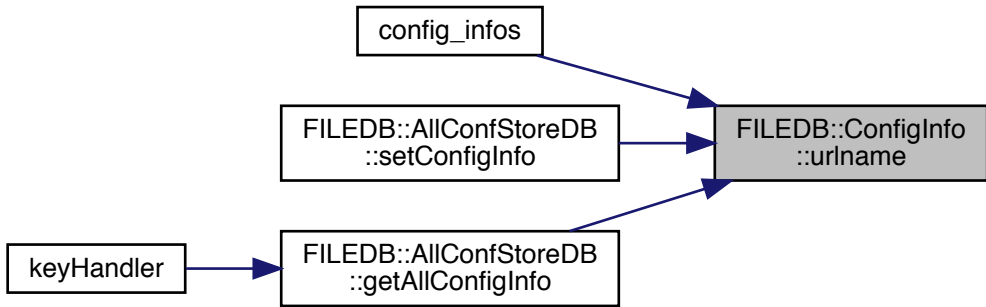 config_infos
FILEDB::AllConfStoreDB
::setConfigInfo
FILEDB::ConfigInfo
::urlname
keyHandler
FILEDB::AllConfStoreDB
::getAllConfigInfo